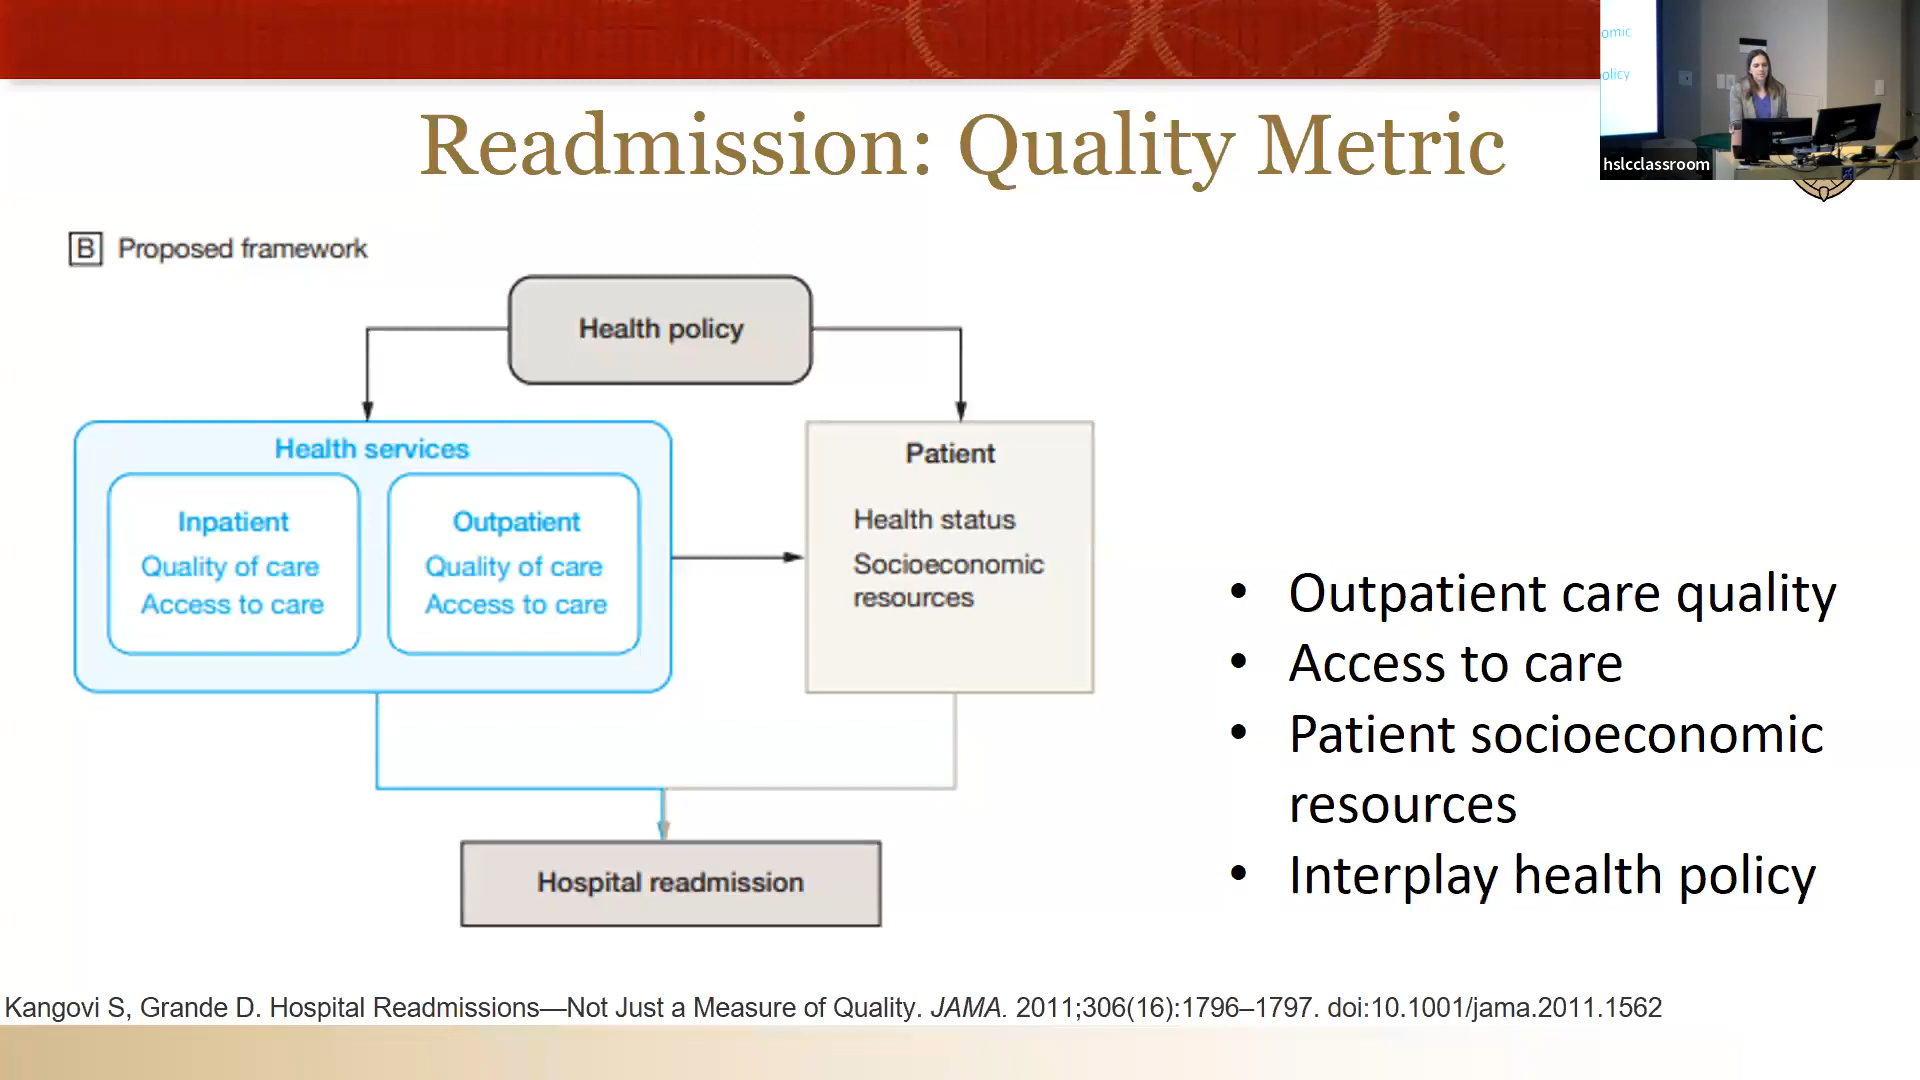 omic
olicy
hslcclassroom
Readmission: Quality Metric
B Proposed framework
Health policy
Health services
Inpatient
Quality of care
Access to care
Outpatient
Quality of care
Access to care
Patient
Health status
Socioeconomic
resources
Hospital readmission
• Outpatient care quality
• Access to care
• Patient socioeconomic
resources
• Interplay health policy
Kangovi S, Grande D. Hospital Readmissions—Not Just a Measure of Quality. JAMA. 2011;306(16):1796–1797. doi:10.1001/jama.2011.1562